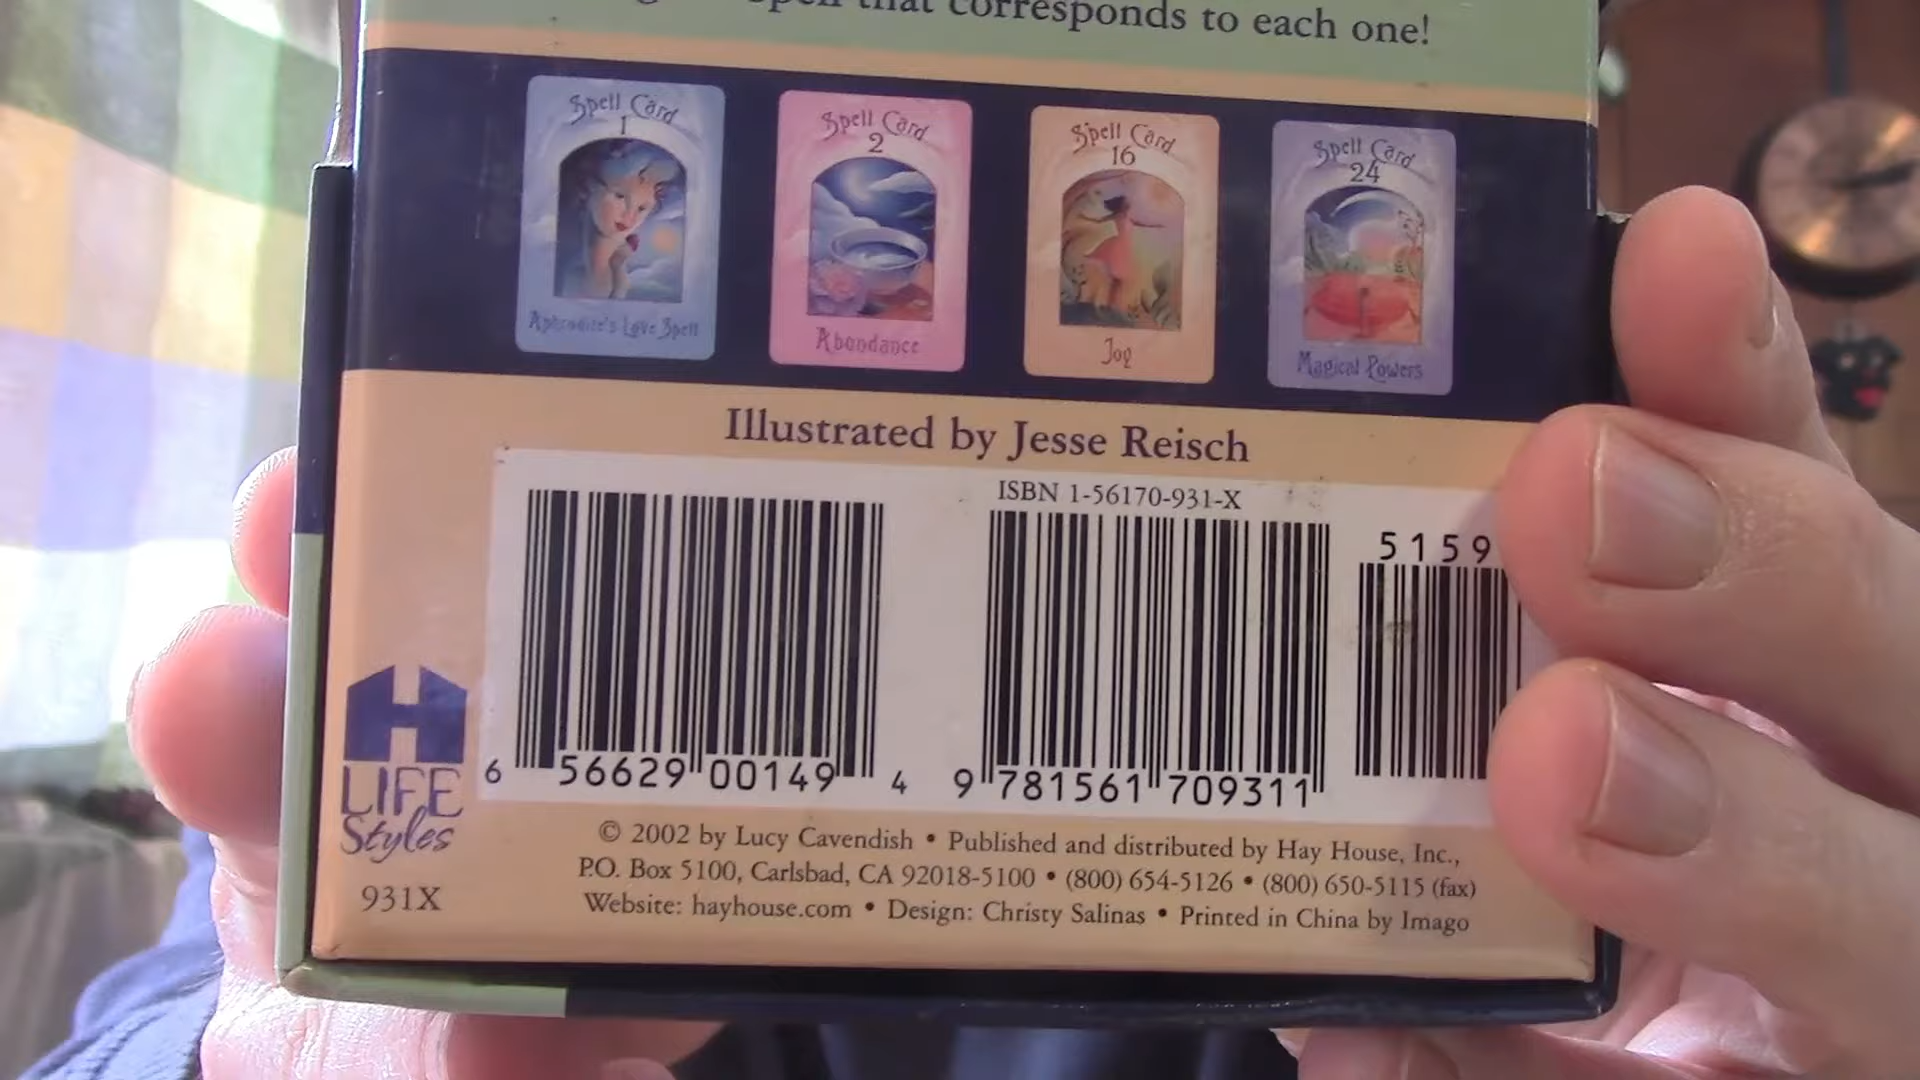 spell that corresponds to each one!
Spell Card
1
Aphrodite's Love Spell
Spell Card
2
Abundance
Spell Card
16
Joy
Spell Card
24
Magical Powers
Illustrated by Jesse Reisch
ISBN 1-56170-931-X
5159
6 56629 00149 4
9 781561 709311
H
LIFE
Styles
931X
© 2002 by Lucy Cavendish • Published and distributed by Hay House, Inc.,
P.O. Box 5100, Carlsbad, CA 92018-5100 • (800) 654-5126 • (800) 650-5115 (fax)
Website: hayhouse.com • Design: Christy Salinas • Printed in China by Imago